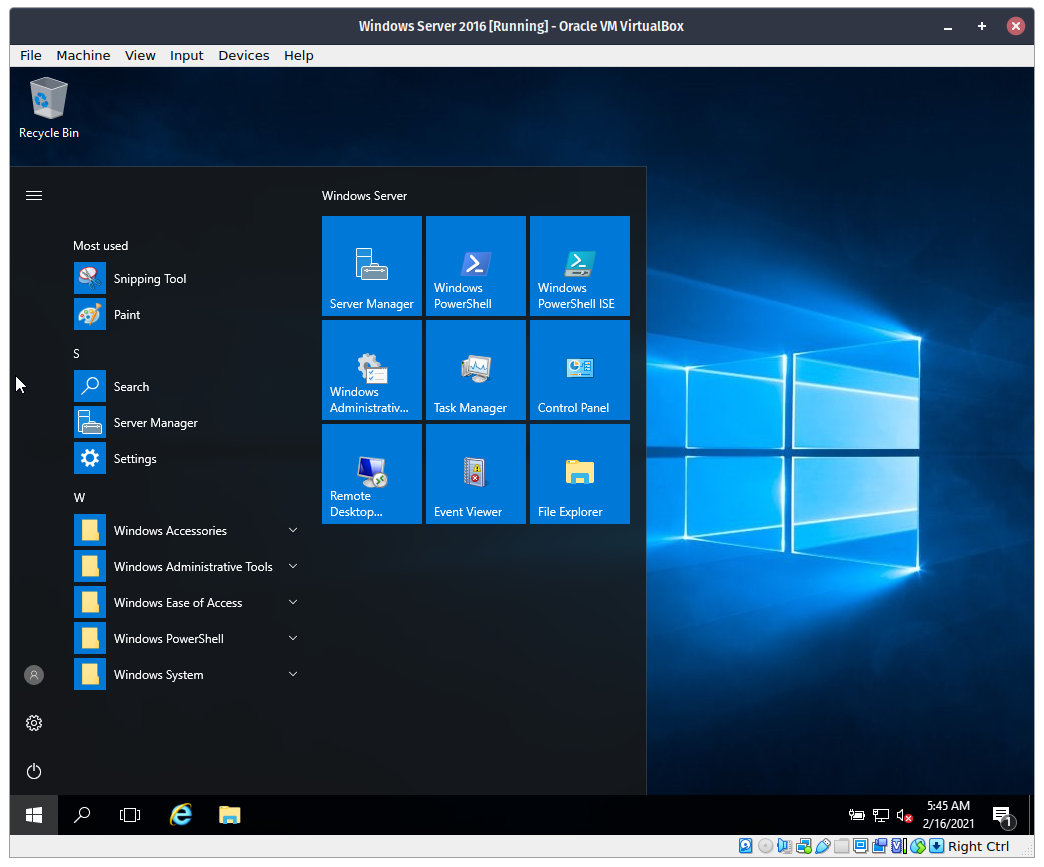 Windows Server 2016 [Running] - Oracle VM VirtualBox
File Machine View Input Devices Help
Recycle Bin
Windows Server
Most used
Snipping Tool
Paint
S
Search
Server Manager
Settings
W
Windows Accessories
Windows Administrative Tools
Windows Ease of Access
Windows PowerShell
Windows System
Server Manager
Windows
PowerShell
Windows
PowerShell ISE
Windows
Administrativ...
Task Manager
Control Panel
Remote
Desktop...
Event Viewer
File Explorer
5:45 AM
2/16/2021
1
Right Ctrl